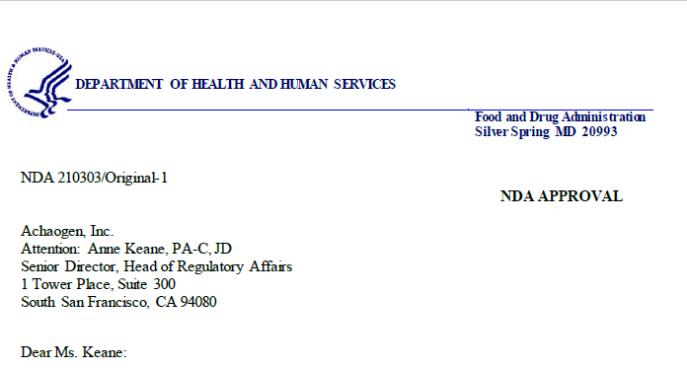 DEPARTMENT OF HEALTH AND HUMAN SERVICES
Food and Drug Administration
Silver Spring MD 20993
NDA 210303/Original-1
NDA APPROVAL
Achaogen, Inc.
Attention: Anne Keane, PA-C, JD
Senior Director, Head of Regulatory Affairs
1 Tower Place, Suite 300
South San Francisco, CA 94080
Dear Ms. Keane: